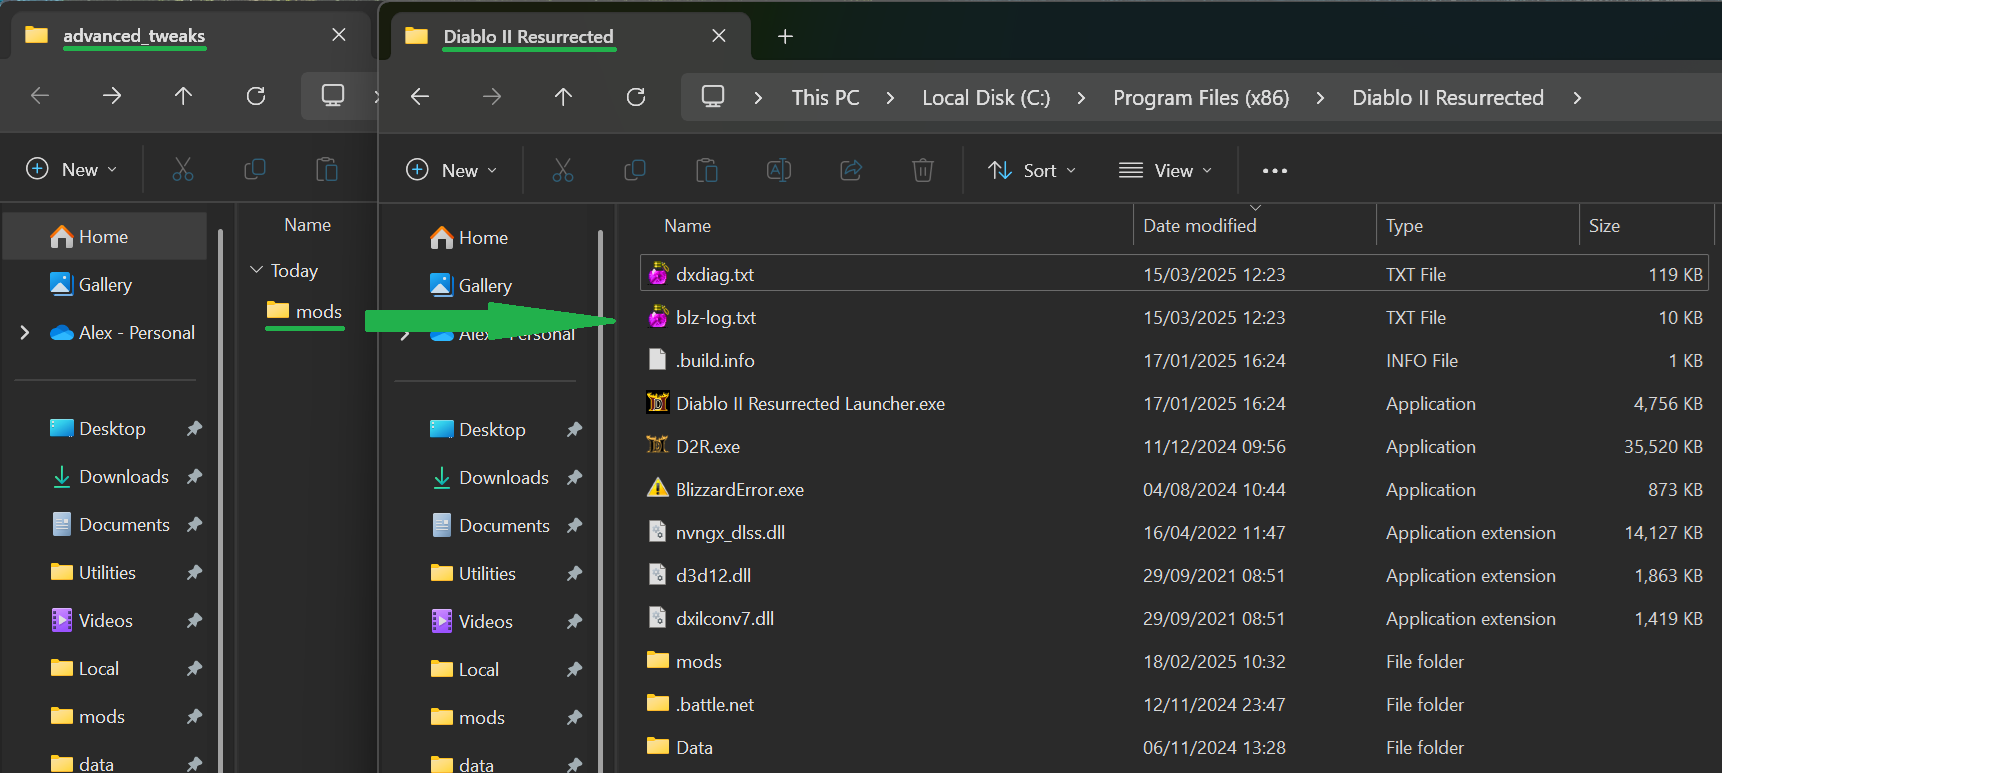 advanced_tweaks
New
Home
Gallery
Alex - Personal
Desktop
Downloads
Documents
Utilities
Videos
Local
mods
data
Name
Today
mods
Diablo II Resurrected
This PC > Local Disk (C:) > Program Files (x86) > Diablo II Resurrected >
New Sort View
Home
Gallery
Alex - Personal
Desktop
Downloads
Documents
Utilities
Videos
Local
mods
data
Name Date modified Type Size
dxdiag.txt 15/03/2025 12:23 TXT File 119 KB
blz-log.txt 15/03/2025 12:23 TXT File 10 KB
.build.info 17/01/2025 16:24 INFO File 1 KB
Diablo II Resurrected Launcher.exe 17/01/2025 16:24 Application 4,756 KB
D2R.exe 11/12/2024 09:56 Application 35,520 KB
BlizzardError.exe 04/08/2024 10:44 Application 873 KB
nvngx_dlss.dll 16/04/2022 11:47 Application extension 14,127 KB
d3d12.dll 29/09/2021 08:51 Application extension 1,863 KB
dxilconv7.dll 29/09/2021 08:51 Application extension 1,419 KB
mods 18/02/2025 10:32 File folder
.battle.net 12/11/2024 23:47 File folder
Data 06/11/2024 13:28 File folder